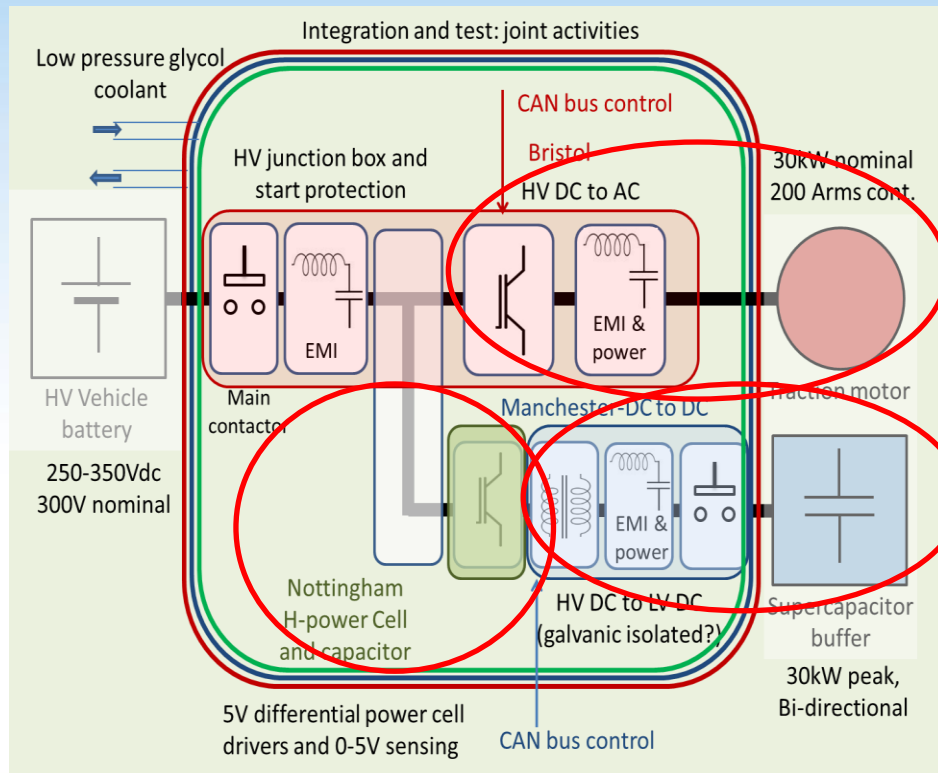 Integration and test: joint activities
Low pressure glycol
coolant
CAN bus control
Bristol
HV junction box and
start protection
HV DC to AC
30kW nominal
200 Arms cont.
EMI
EMI &
power
HV Vehicle
battery
Main
contactor
Traction motor
250-350Vdc
300V nominal
Manchester-DC to DC
EMI &
power
Nottingham
H-power Cell
and capacitor
HV DC to LV DC
(galvanic isolated?)
Supercapacitor
buffer
30kW peak,
Bi-directional
5V differential power cell
drivers and 0-5V sensing
CAN bus control